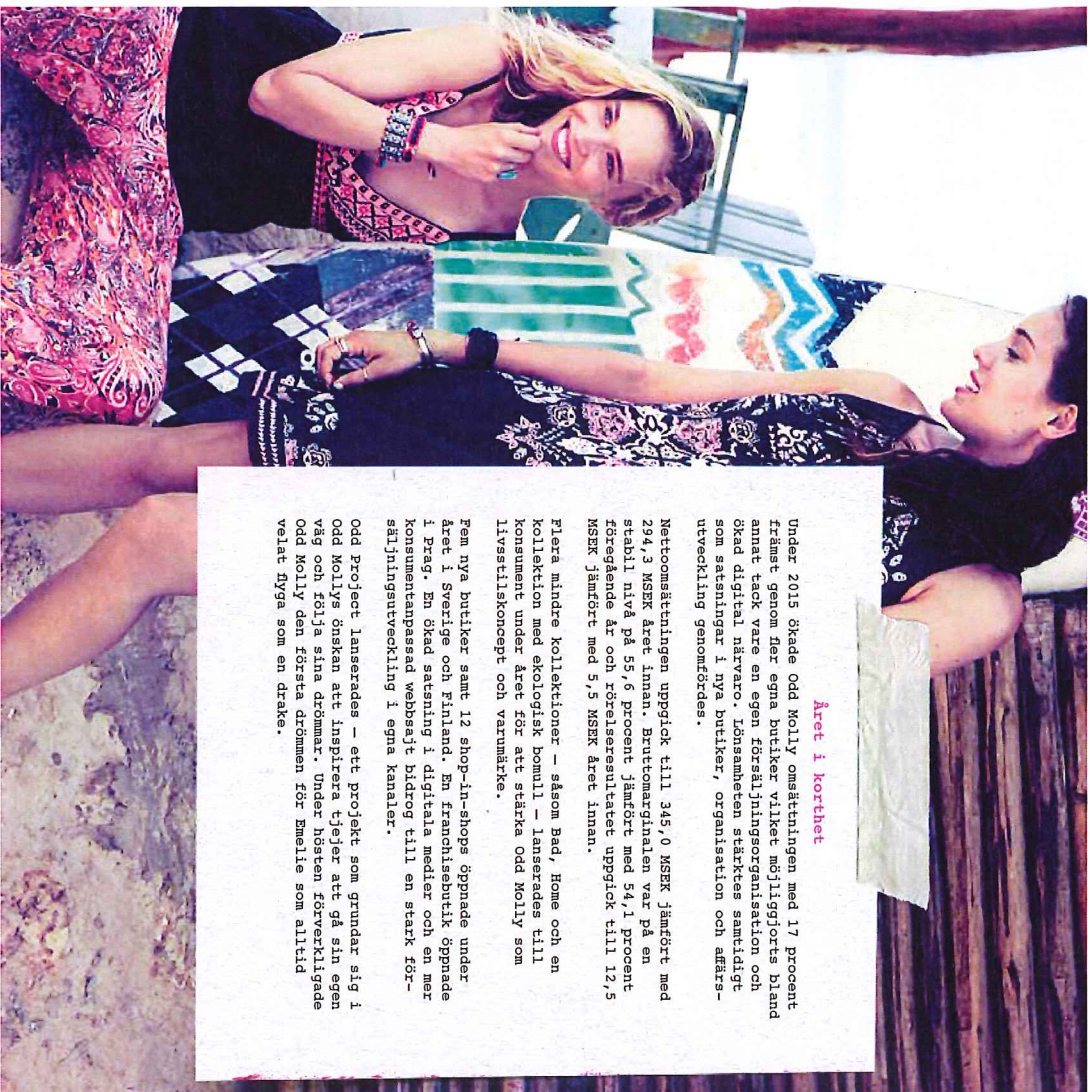 Året i korthet
Under 2015 ökade Odd Molly omsättningen med 17 procent
främst genom fler egna butiker vilket möjliggjorts bland
annat tack vare en egen försäljningsorganisation och
ökad digital närvaro. Lönsamheten stärktes samtidigt
som satsningar i nya butiker, organisation och affärs-
utveckling genomfördes.
Nettoomsättningen uppgick till 345,0 MSEK jämfört med
294,3 MSEK året innan. Bruttomarginalen var på en
stabil nivå på 55,6 procent jämfört med 54,1 procent
föregående år och rörelseresultatet uppgick till 12,5
MSEK jämfört med 5,5 MSEK året innan.
Flera mindre kollektioner – såsom Bad, Home och en
kollektion med ekologisk bomull – lanserades till
konsument under året för att stärka Odd Molly som
livsstilskoncept och varumärke.
Fem nya butiker samt 12 shop-in-shops öppnade under
året i Sverige och Finland. En franchisebutik öppnade
i Prag. En ökad satsning i digitala medier och en mer
konsumentanpassad webbsajt bidrog till en stark för-
säljningsutveckling i egna kanaler.
Odd Project lanserades – ett projekt som grundar sig i
Odd Mollys önskan att inspirera tjejer att gå sin egen
väg och följa sina drömmar. Under hösten förverkligade
Odd Molly den första drömmen för Emelie som alltid
velat flyga som en drake.